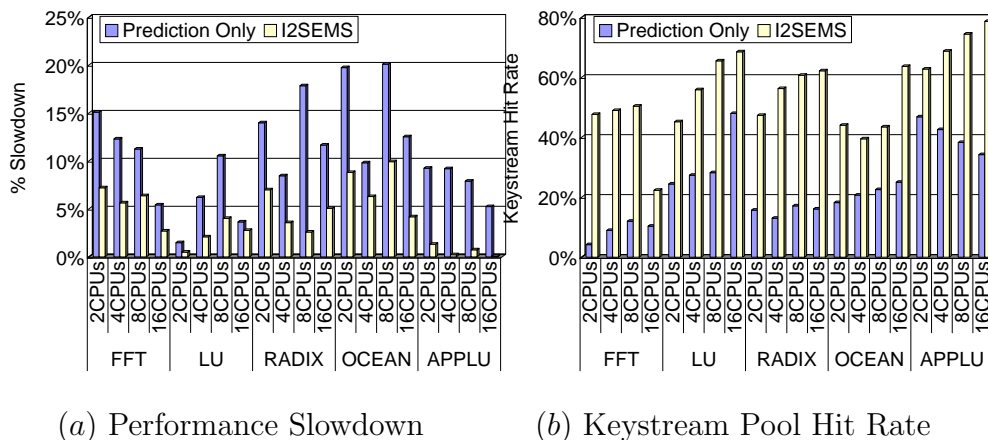 Prediction Only I2SEMS
% Slowdown
25%
20%
15%
10%
5%
0%
2CPUs 4CPUs 8CPUs 16CPUs 2CPUs 4CPUs 8CPUs 16CPUs 2CPUs 4CPUs 8CPUs 16CPUs 2CPUs 4CPUs 8CPUs 16CPUs 2CPUs 4CPUs 8CPUs 16CPUs
FFT LU RADIX OCEAN APPLU
(a) Performance Slowdown
Prediction Only I2SEMS
Keystream Hit Rate
80%
60%
40%
20%
0%
2CPUs 4CPUs 8CPUs 16CPUs 2CPUs 4CPUs 8CPUs 16CPUs 2CPUs 4CPUs 8CPUs 16CPUs 2CPUs 4CPUs 8CPUs 16CPUs 2CPUs 4CPUs 8CPUs 16CPUs
FFT LU RADIX OCEAN APPLU
(b) Keystream Pool Hit Rate